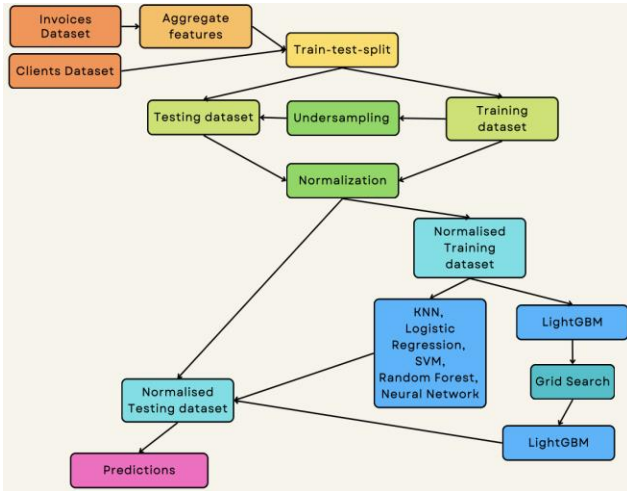 Invoices
Dataset
Aggregate
features
Clients Dataset
Train-test-split
Testing dataset
Undersampling
Training
dataset
Normalization
Normalised
Training
dataset
KNN,
Logistic
Regression,
SVM,
Random Forest,
Neural Network
LightGBM
Grid Search
Normalised
Testing dataset
LightGBM
Predictions